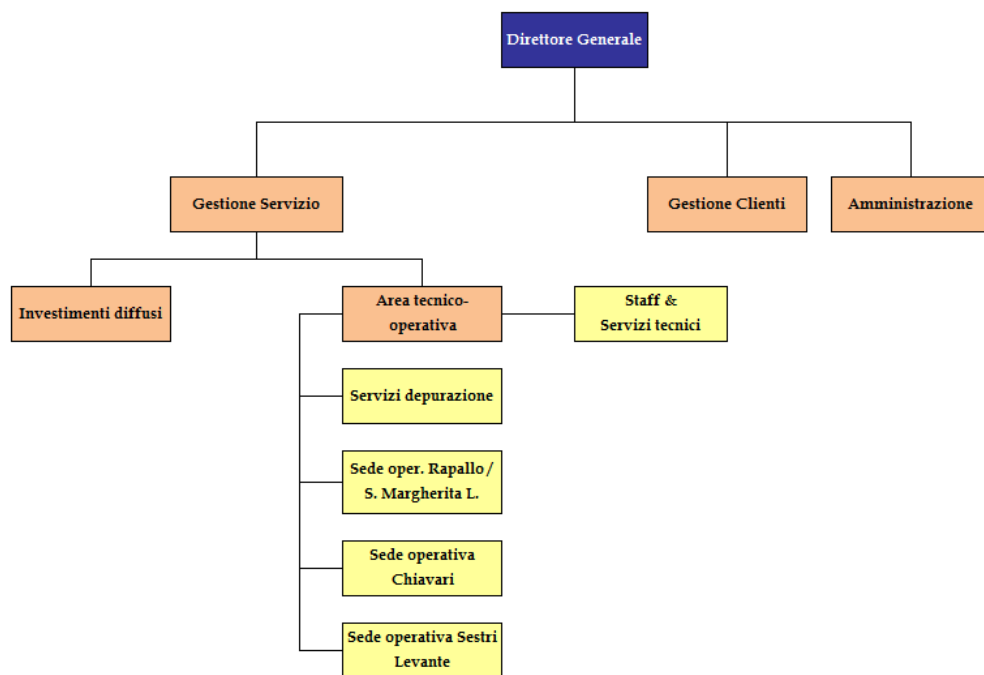 Direttore Generale
Gestione Servizio
Gestione Clienti
Amministrazione
Investimenti diffusi
Area tecnico-
operativa
Staff &
Servizi tecnici
Servizi depurazione
Sede oper. Rapallo /
S. Margherita L.
Sede operativa
Chiavari
Sede operativa Sestri
Levante